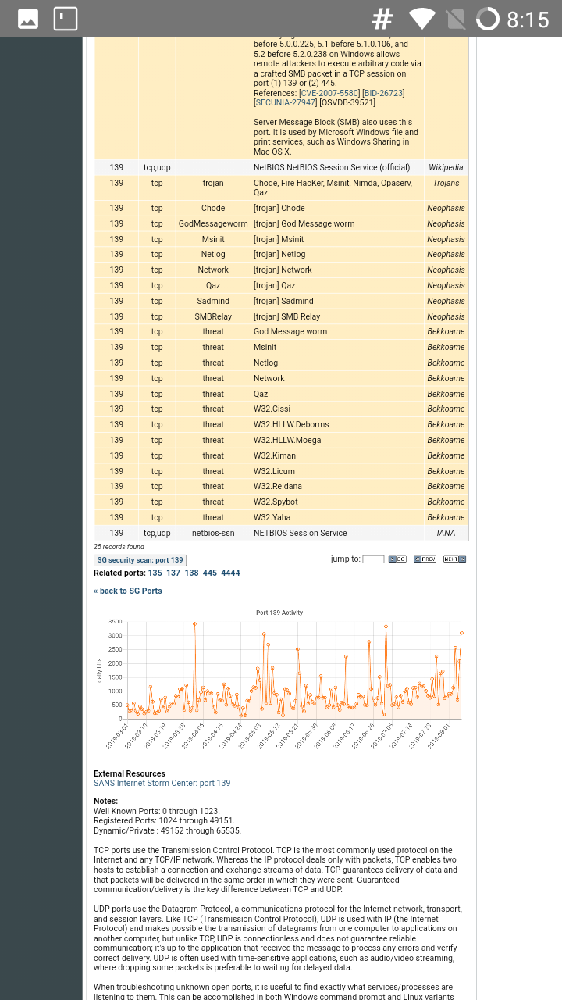 # 8:15
before 5.0.0.225, 5.1 before 5.1.0.106, and
5.2 before 5.2.0.238 on Windows allows
remote attackers to execute arbitrary code via
a crafted SMB packet in a TCP session on
port (1) 139 or (2) 445.
References: [CVE-2007-5580] [BID-26723]
[SECUNIA-27947] [OSVDB-39521]
Server Message Block (SMB) also uses this
port. It is used by Microsoft Windows file and
print services, such as Windows Sharing in
Mac OS X.
139 tcp,udp NetBIOS NetBIOS Session Service (official) Wikipedia
139 tcp trojan Chode, Fire HacKer, Msinit, Nimda, Opaserv, Trojans
Qaz
139 tcp Chode [trojan] Chode Neophasis
139 tcp GodMessageworm [trojan] God Message worm Neophasis
139 tcp Msinit [trojan] Msinit Neophasis
139 tcp Netlog [trojan] Netlog Neophasis
139 tcp Network [trojan] Network Neophasis
139 tcp Qaz [trojan] Qaz Neophasis
139 tcp Sadmind [trojan] Sadmind Neophasis
139 tcp SMBRelay [trojan] SMB Relay Neophasis
139 tcp threat God Message worm Bekkoame
139 tcp threat Msinit Bekkoame
139 tcp threat Netlog Bekkoame
139 tcp threat Network Bekkoame
139 tcp threat Qaz Bekkoame
139 tcp threat W32.Cissi Bekkoame
139 tcp threat W32.HLLW.Deborms Bekkoame
139 tcp threat W32.HLLW.Moega Bekkoame
139 tcp threat W32.Kiman Bekkoame
139 tcp threat W32.Licum Bekkoame
139 tcp threat W32.Reidana Bekkoame
139 tcp threat W32.Spybot Bekkoame
139 tcp threat W32.Yaha Bekkoame
139 tcp,udp netbios-ssn NETBIOS Session Service IANA
25 records found
SG security scan: port 139 jump to: GO PREV NEXT
Related ports: 135 137 138 445 4444
« back to SG Ports
Port 139 Activity
daily hits
3500
3000
2500
2000
1500
1000
500
0
2019-03-01 2019-03-10 2019-03-19 2019-03-28 2019-04-06 2019-04-15 2019-04-24 2019-05-03 2019-05-12 2019-05-21 2019-05-30 2019-06-08 2019-06-17 2019-06-26 2019-07-05 2019-07-14 2019-07-23 2019-08-01
External Resources
SANS Internet Storm Center: port 139
Notes:
Well Known Ports: 0 through 1023.
Registered Ports: 1024 through 49151.
Dynamic/Private : 49152 through 65535.
TCP ports use the Transmission Control Protocol. TCP is the most commonly used protocol on the
Internet and any TCP/IP network. Whereas the IP protocol deals only with packets, TCP enables two
hosts to establish a connection and exchange streams of data. TCP guarantees delivery of data and
that packets will be delivered in the same order in which they were sent. Guaranteed
communication/delivery is the key difference between TCP and UDP.
UDP ports use the Datagram Protocol, a communications protocol for the Internet network, transport,
and session layers. Like TCP (Transmission Control Protocol), UDP is used with IP (the Internet
Protocol) and makes possible the transmission of datagrams from one computer to applications on
another computer, but unlike TCP, UDP is connectionless and does not guarantee reliable
communication; it's up to the application that received the message to process any errors and verify
correct delivery. UDP is often used with time-sensitive applications, such as audio/video streaming,
where dropping some packets is preferable to waiting for delayed data.
When troubleshooting unknown open ports, it is useful to find exactly what services/processes are
listening to them. This can be accomplished in both Windows command prompt and Linux variants